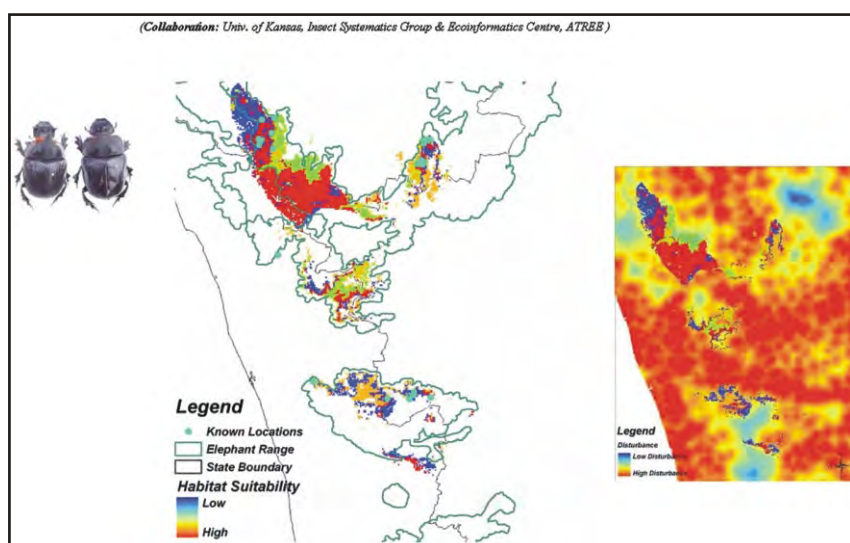 (Collaboration: Univ. of Kansas, Insect Systematics Group & Ecoinformatics Centre, ATREE )
Legend
Known Locations
Elephant Range
State Boundary
Habitat Suitability
Low
High
Legend
Disturbance
Low Disturbance
High Disturbance